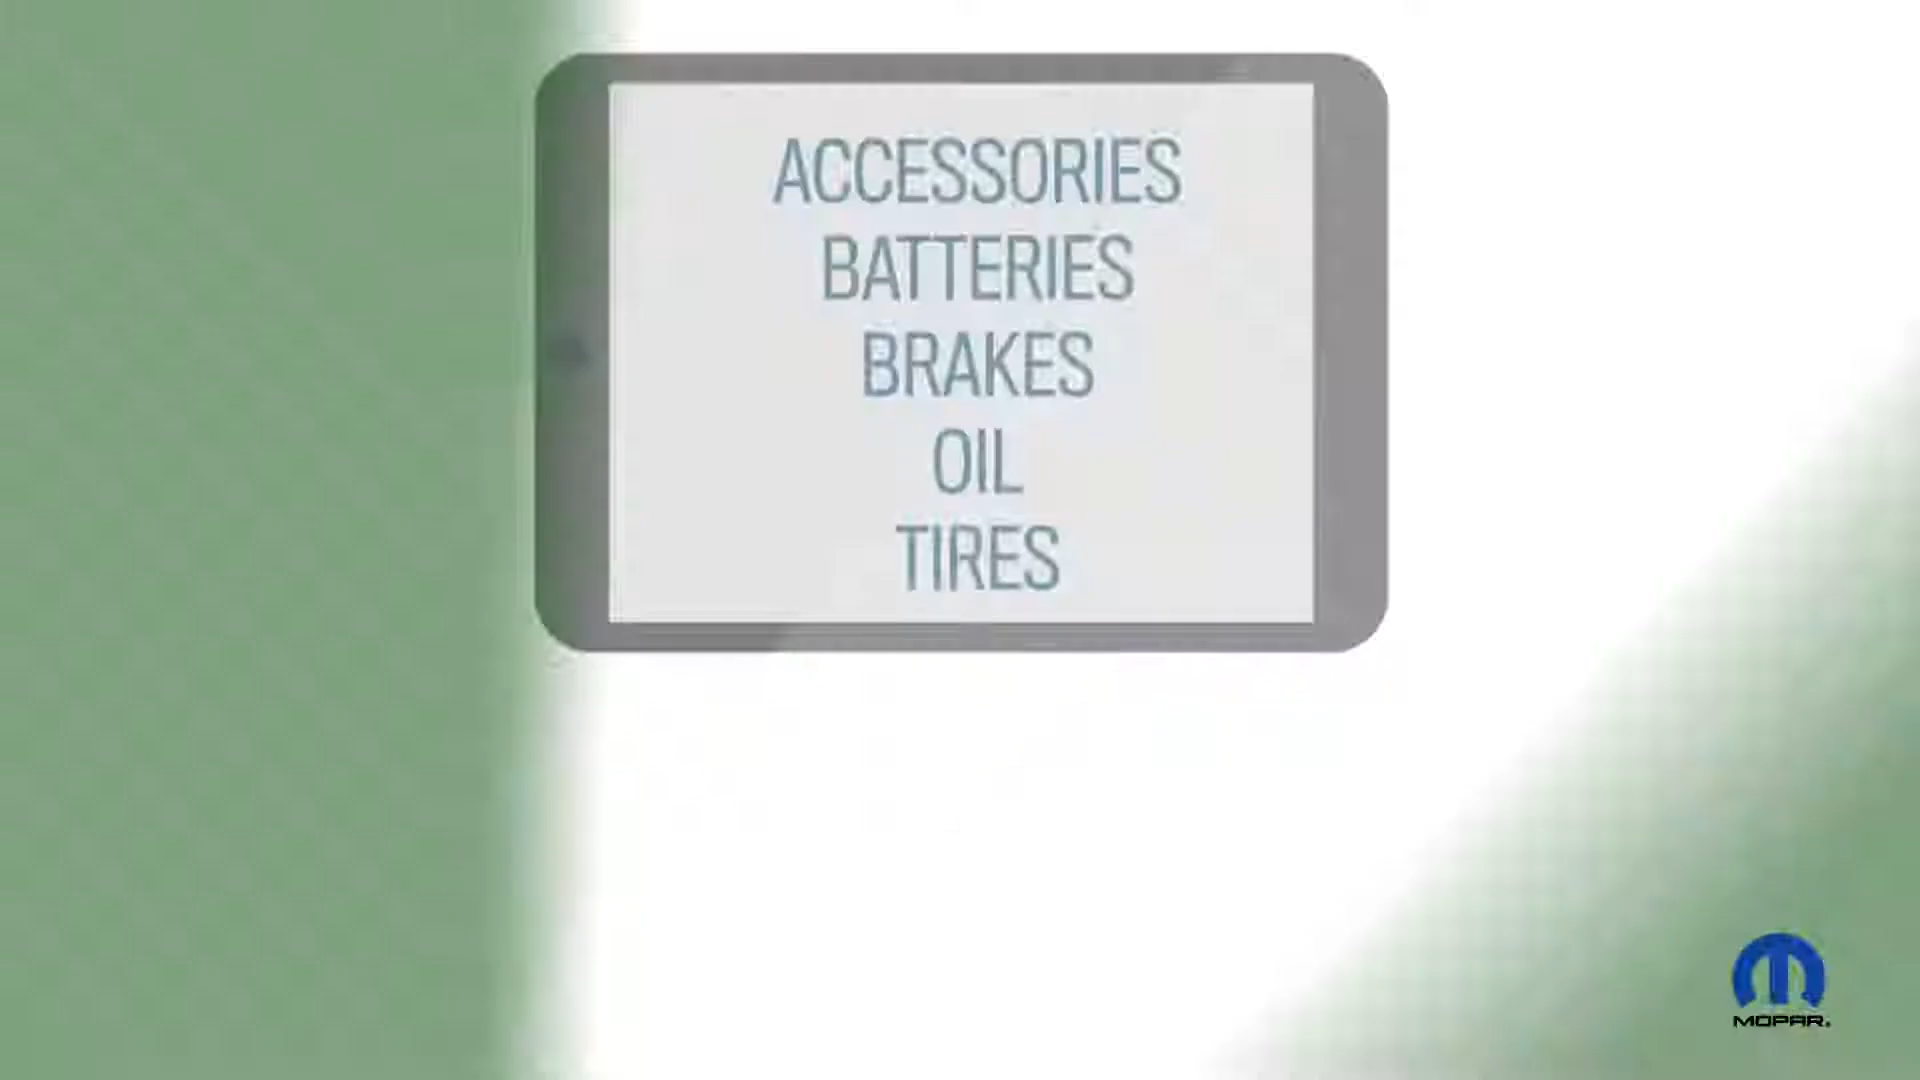 ACCESSORIES
BATTERIES
BRAKES
OIL
TIRES
MOPAR.